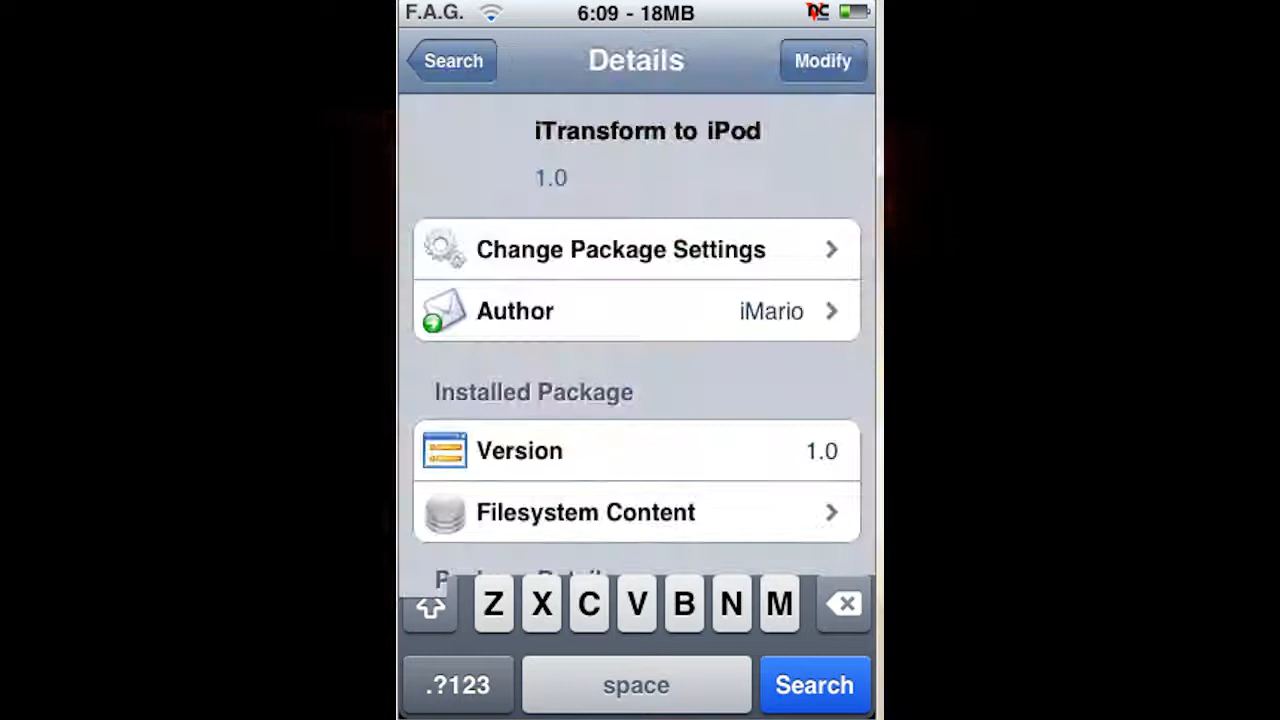 F.A.G. 6:09 - 18MB
Search Details Modify
iTransform to iPod
1.0
Change Package Settings
Author iMario
Installed Package
Version 1.0
Filesystem Content
Z X C V B N M
.?123 space Search